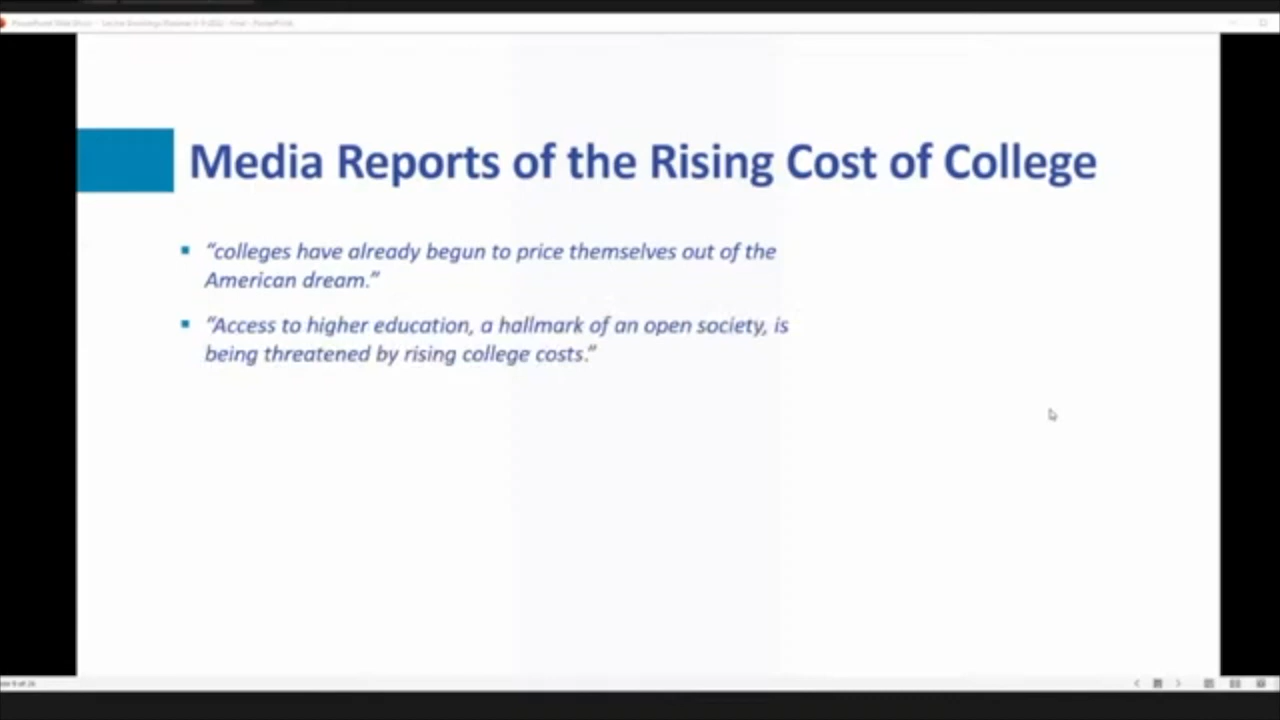 Media Reports of the Rising Cost of College
“colleges have already begun to price themselves out of the
American dream.”
“Access to higher education, a hallmark of an open society, is
being threatened by rising college costs.”